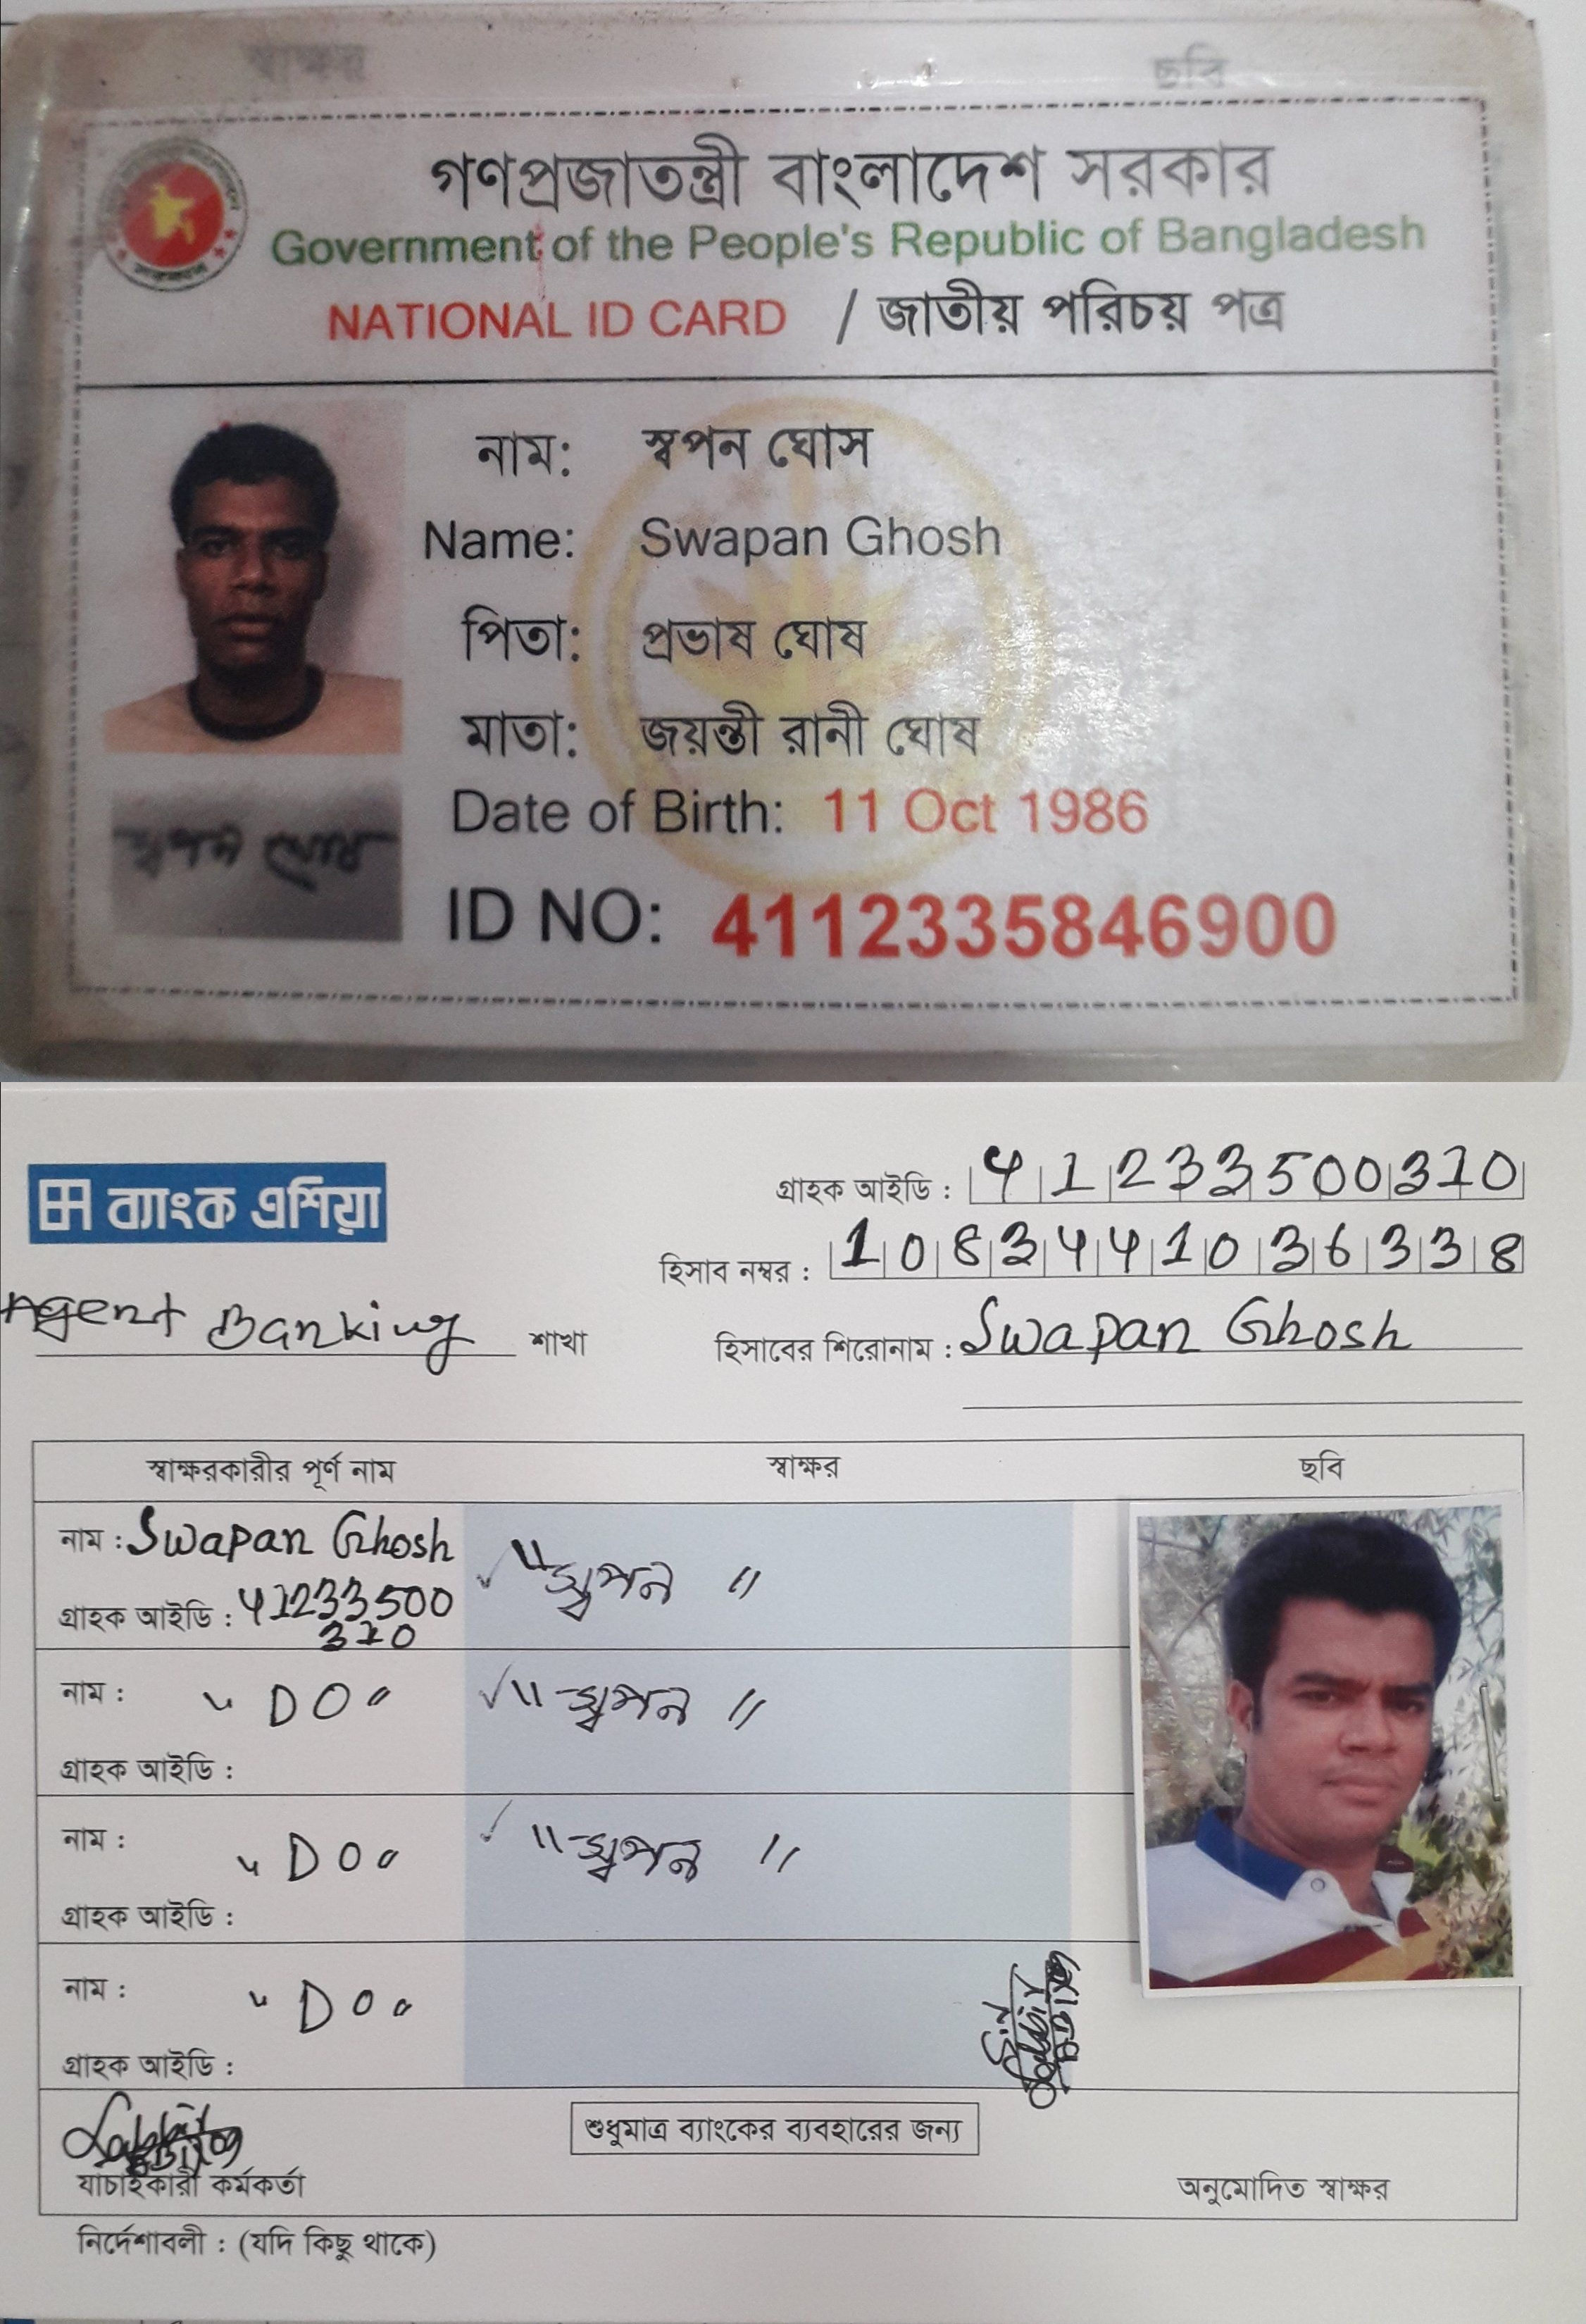 স্বাক্ষর ছবি
গণপ্রজাতন্ত্রী বাংলাদেশ সরকার
Government of the People's Republic of Bangladesh
NATIONAL ID CARD / জাতীয় পরিচয় পত্র
নাম: স্বপন ঘোস
Name: Swapan Ghosh
পিতা: প্রভাষ ঘোষ
মাতা: জয়ন্তী রানী ঘোষ
Date of Birth: 11 Oct 1986
স্বপন ঘোষ
ID NO: 4112335846900
ব্যাংক এশিয়া
গ্রাহক আইডি : 41233500310
হিসাব নম্বর : 1083441036338
Agent Banking শাখা
হিসাবের শিরোনাম : Swapan Ghosh
স্বাক্ষরকারীর পূর্ণ নাম স্বাক্ষর ছবি
নাম : Swapan Ghosh "স্বপন"
গ্রাহক আইডি : 41233500
310
নাম : "DO" "স্বপন"
গ্রাহক আইডি :
নাম : "DO" "স্বপন"
গ্রাহক আইডি :
নাম : "DO"
গ্রাহক আইডি :
শুধুমাত্র ব্যাংকের ব্যবহারের জন্য
যাচাইকারী কর্মকর্তা অনুমোদিত স্বাক্ষর
নির্দেশাবলী : (যদি কিছু থাকে)